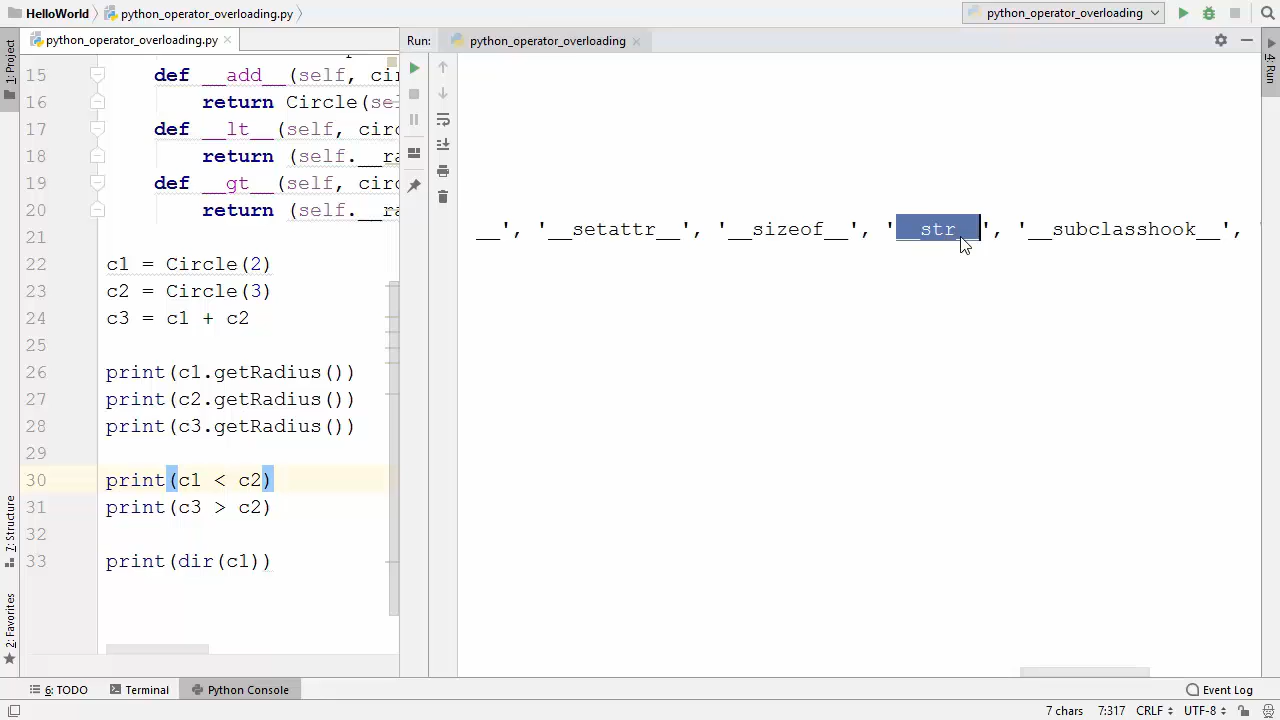 HelloWorld python_operator_overloading.py
python_operator_overloading
python_operator_overloading.py
Run: python_operator_overloading
1: Project
4: Run
15 def __add__(self, cir
16 return Circle(se
17 def __lt__(self, circ
18 return (self.__ra
19 def __gt__(self, circ
20 return (self.__ra
21
22 c1 = Circle(2)
23 c2 = Circle(3)
24 c3 = c1 + c2
25
26 print(c1.getRadius())
27 print(c2.getRadius())
28 print(c3.getRadius())
29
30 print(c1 < c2)
31 print(c3 > c2)
32
33 print(dir(c1))
__', '__setattr__', '__sizeof__', '__str__', '__subclasshook__', '
7: Structure
2: Favorites
6: TODO Terminal Python Console Event Log
7 chars 7:317 CRLF UTF-8